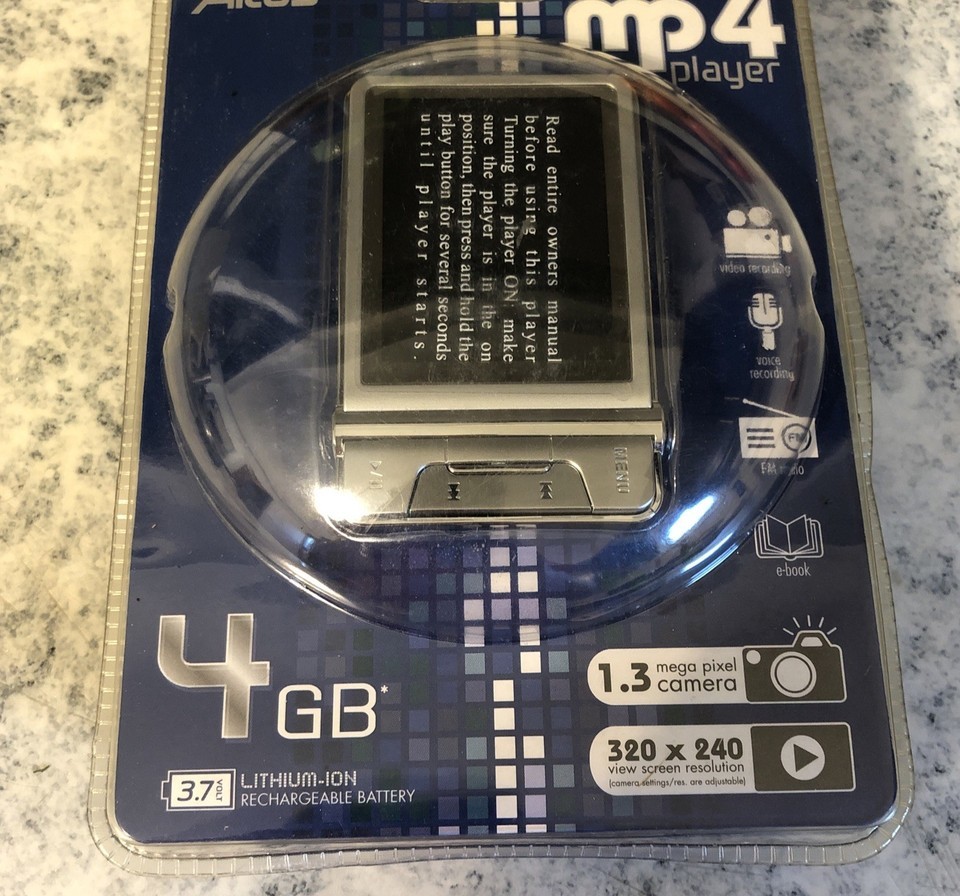 mp4
player
Read entire owners manual
before using this player
Turning the player ON, make
sure the player is in the on
position, then press and hold the
play button for several seconds
until player starts.
video recording
voice
recording
FM
FM radio
MENU
e-book
4 GB*
1.3 mega pixel
camera
320 x 240
view screen resolution
(camera settings/res. are adjustable)
3.7 VOLT
LITHIUM-ION
RECHARGEABLE BATTERY